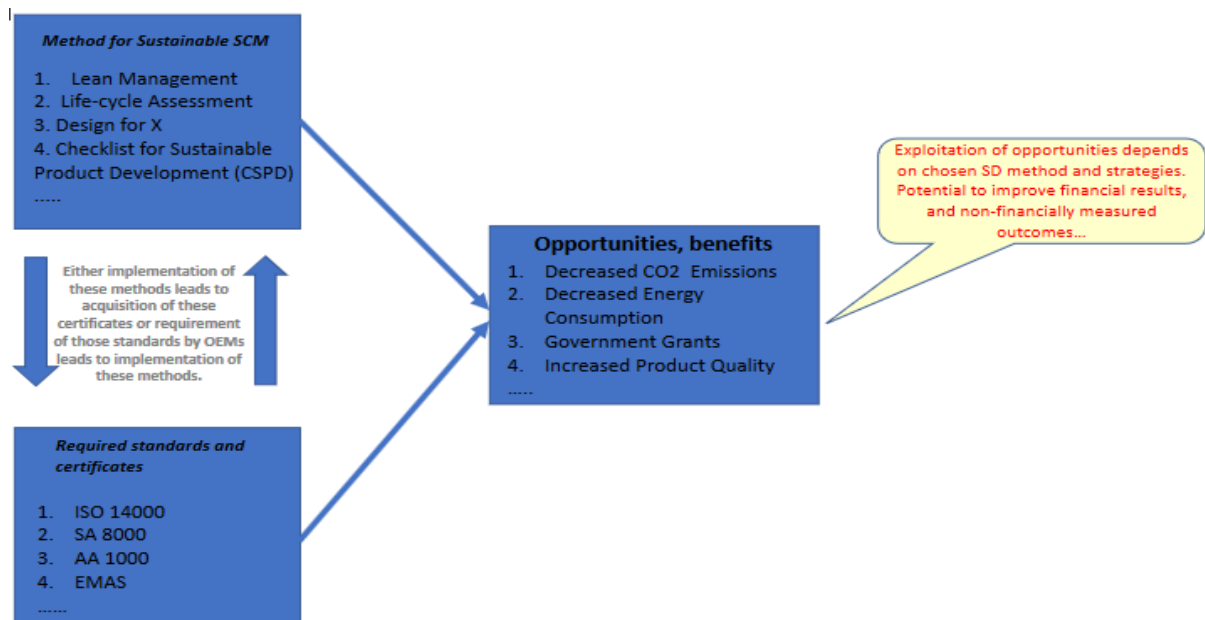 Method for Sustainable SCM
1. Lean Management
2. Life-cycle Assessment
3. Design for X
4. Checklist for Sustainable
Product Development (CSPD)
.....
Either implementation of
these methods leads to
acquisition of these
certificates or requirement
of those standards by OEMs
leads to implementation of
these methods.
Required standards and
certificates
1. ISO 14000
2. SA 8000
3. AA 1000
4. EMAS
......
Opportunities, benefits
1. Decreased CO2 Emissions
2. Decreased Energy
Consumption
3. Government Grants
4. Increased Product Quality
.....
Exploitation of opportunities depends
on chosen SD method and strategies.
Potential to improve financial results,
and non-financially measured
outcomes...